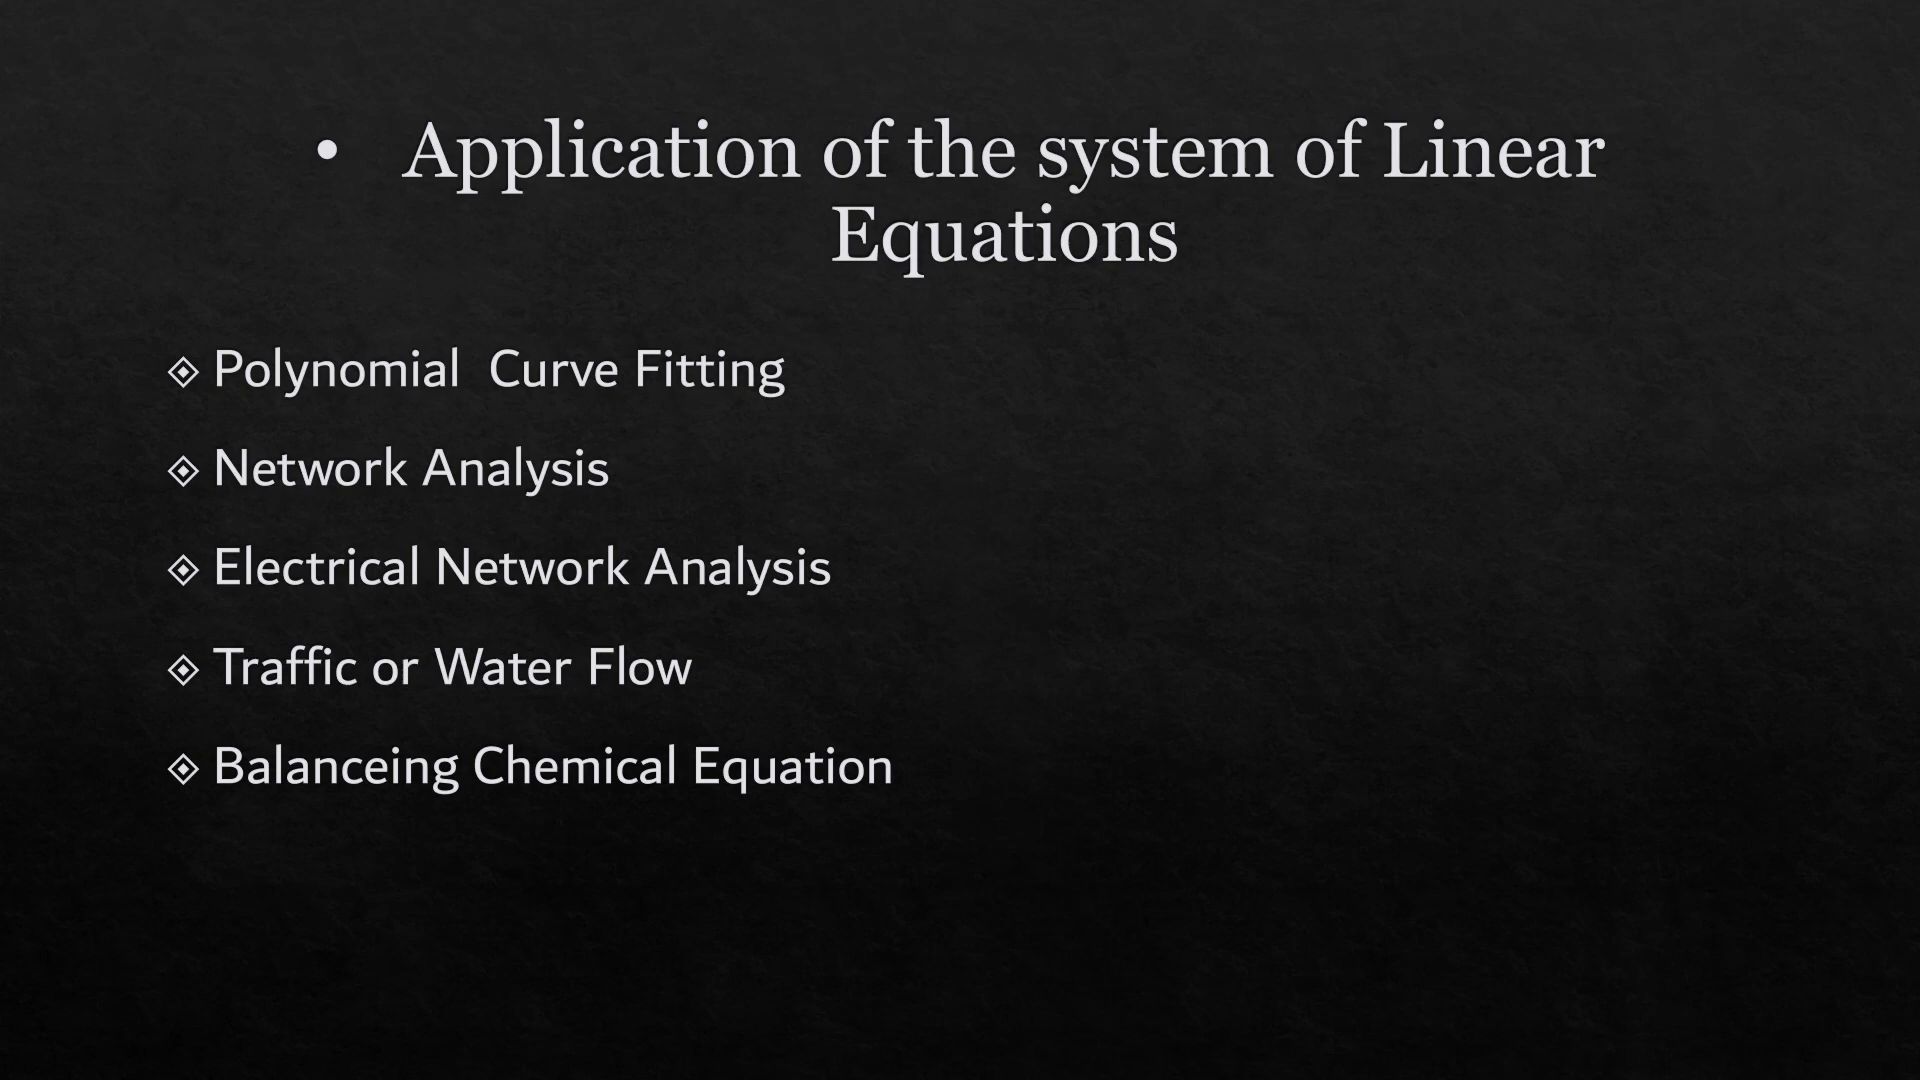 • Application of the system of Linear
Equations
Polynomial  Curve Fitting
Network Analysis
Electrical Network Analysis
Traffic or Water Flow
Balanceing Chemical Equation